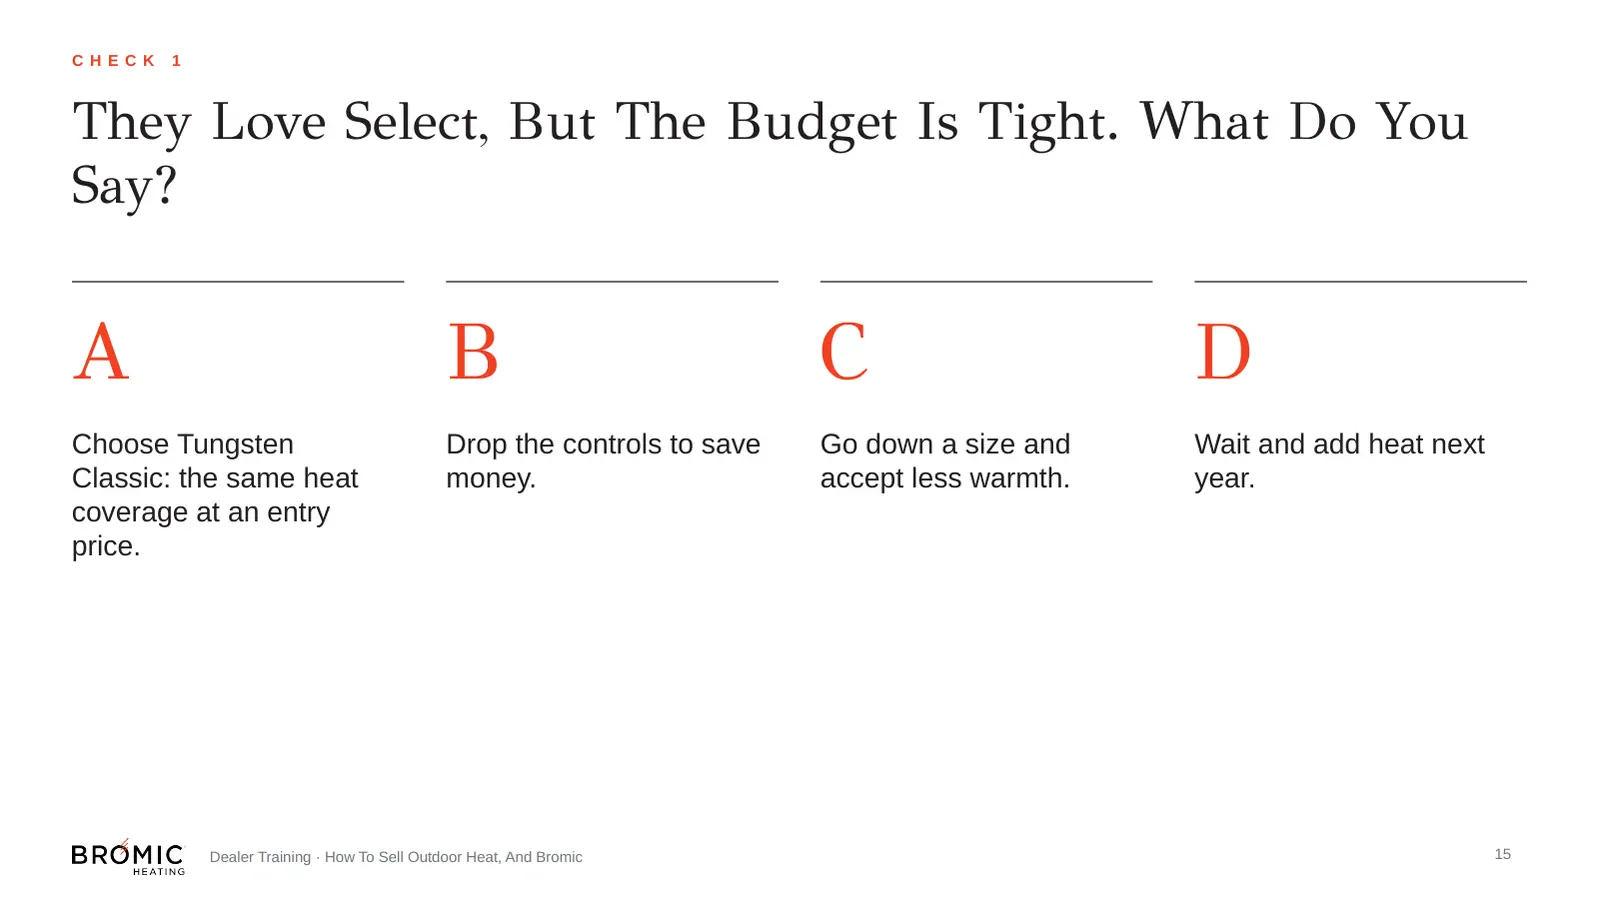 CHECK 1
They Love Select, But The Budget Is Tight. What Do You
Say?
A
Choose Tungsten
Classic: the same heat
coverage at an entry
price.
B
Drop the controls to save
money.
C
Go down a size and
accept less warmth.
D
Wait and add heat next
year.
BROMIC
HEATING
Dealer Training · How To Sell Outdoor Heat, And Bromic
15